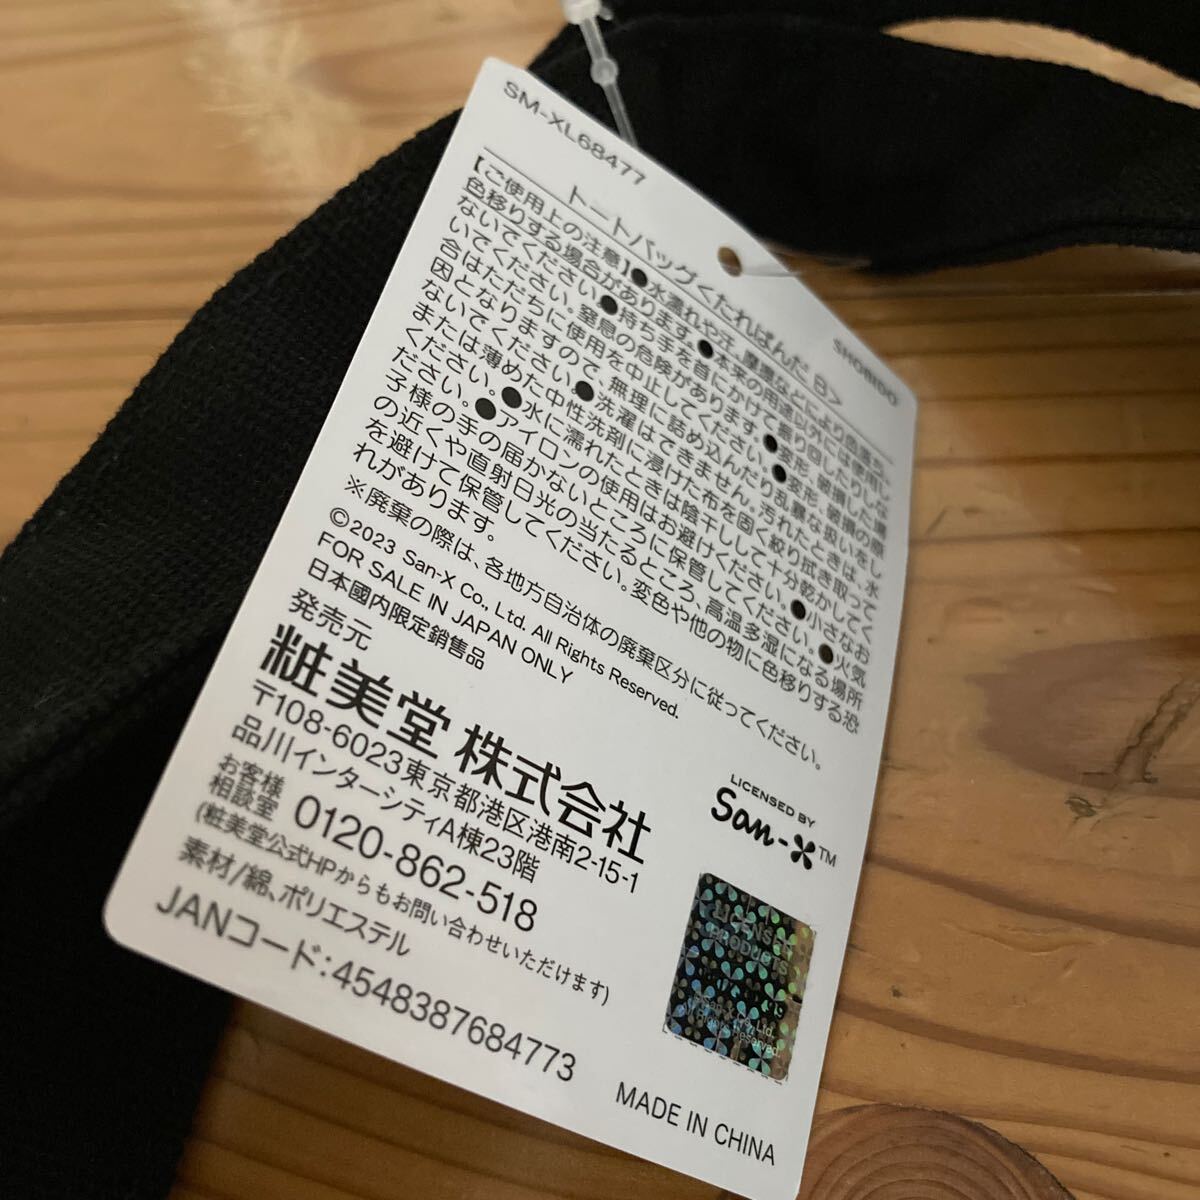 SM-XL68477
SHOBIDO
トートバッグ<たれぱんだ B>
【ご使用上の注意】●水濡れや汗、摩擦などにより色落ち、
色移りする場合があります。●本来の用途以外には使用し
ないでください。●持ち手を首にかけて振り回したりしな
いでください。窒息の危険があります。●変形、破損した場
合はただちに使用を中止してください。●変形、破損の原
因となりますので、無理に詰め込んだり乱暴な扱いをし
ないでください。●洗濯はできません。汚れたときは、水
または薄めた中性洗剤に浸けた布を固く絞り拭き取って
ください。●水に濡れたときは陰干しして十分乾かしてく
ださい。●アイロンの使用はお避けください。●小さなお
子様の手の届かないところに保管してください。●火気
の近くや直射日光の当たるところ、高温多湿になる場所
を避けて保管してください。変色や他の物に色移りする恐
れがあります。
※廃棄の際は、各地方自治体の廃棄区分に従ってください。
©2023 San-X Co., Ltd. All Rights Reserved.
FOR SALE IN JAPAN ONLY
日本國内限定銷售品
発売元
粧美堂 株式会社
〒108-6023東京都港区港南2-15-1
品川インターシティA棟23階
お客様
相談室 0120-862-518
(粧美堂公式HPからもお問い合わせいただけます)
素材/綿、ポリエステル
JANコード:4548387684773
LICENSED BY
San-X™
LICENSED
PRODUCTS
MADE IN CHINA